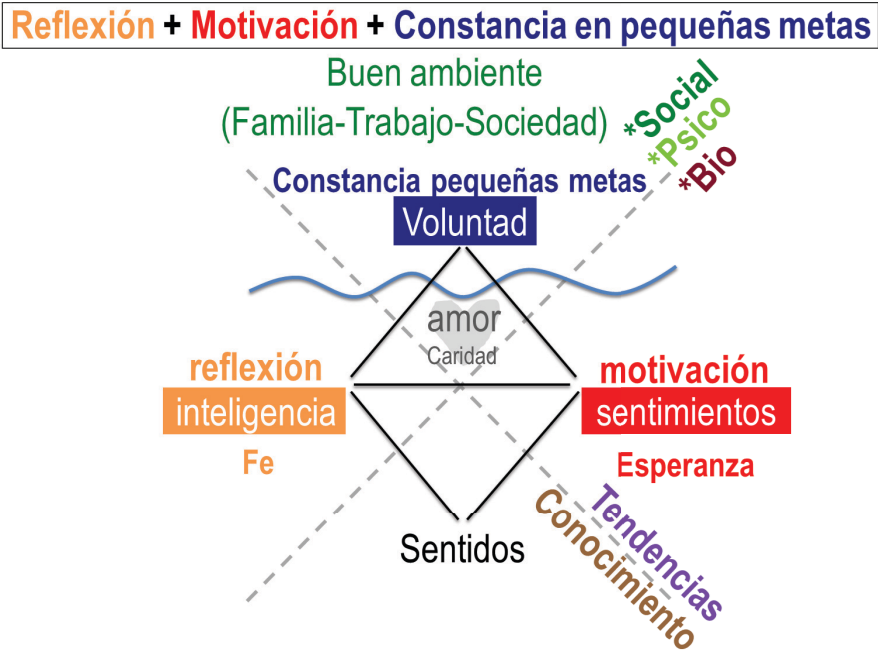 Reflexión + Motivación + Constancia en pequeñas metas
Buen ambiente
(Familia-Trabajo-Sociedad)
*Social
*Psico
*Bio
Constancia pequeñas metas
Voluntad
amor
Caridad
reflexión
inteligencia
Fe
motivación
sentimientos
Esperanza
Sentidos
Tendencias
Conocimiento